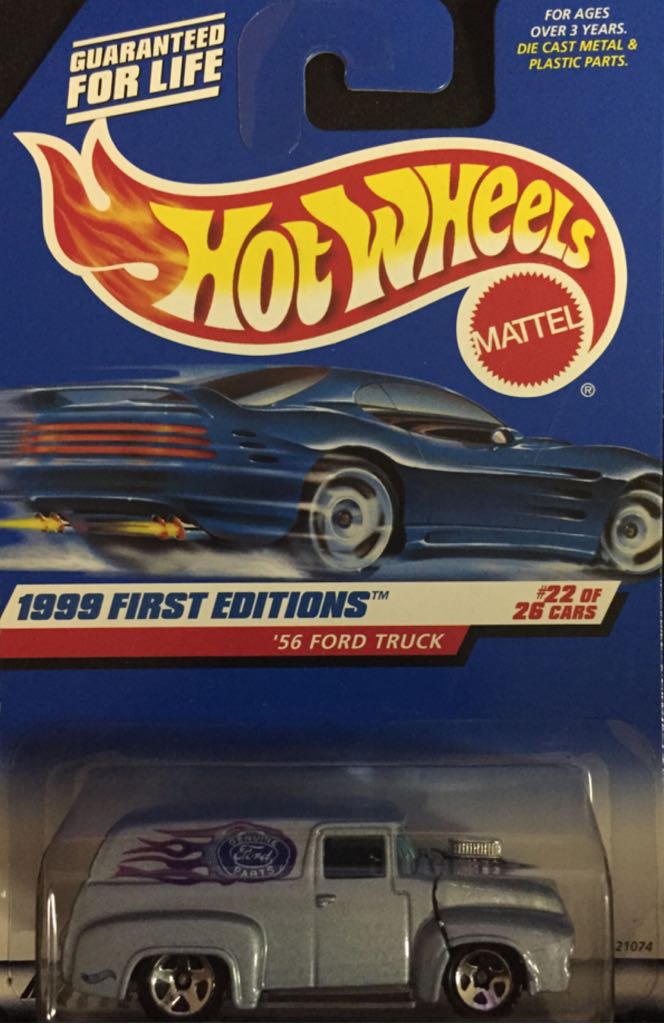 GUARANTEED
FOR LIFE
FOR AGES
OVER 3 YEARS.
DIE CAST METAL &
PLASTIC PARTS.
HOT WHEELS
MATTEL
®
1999 FIRST EDITIONS™
#22 OF
26 CARS
'56 FORD TRUCK
GENUINE
Ford
PARTS
21074